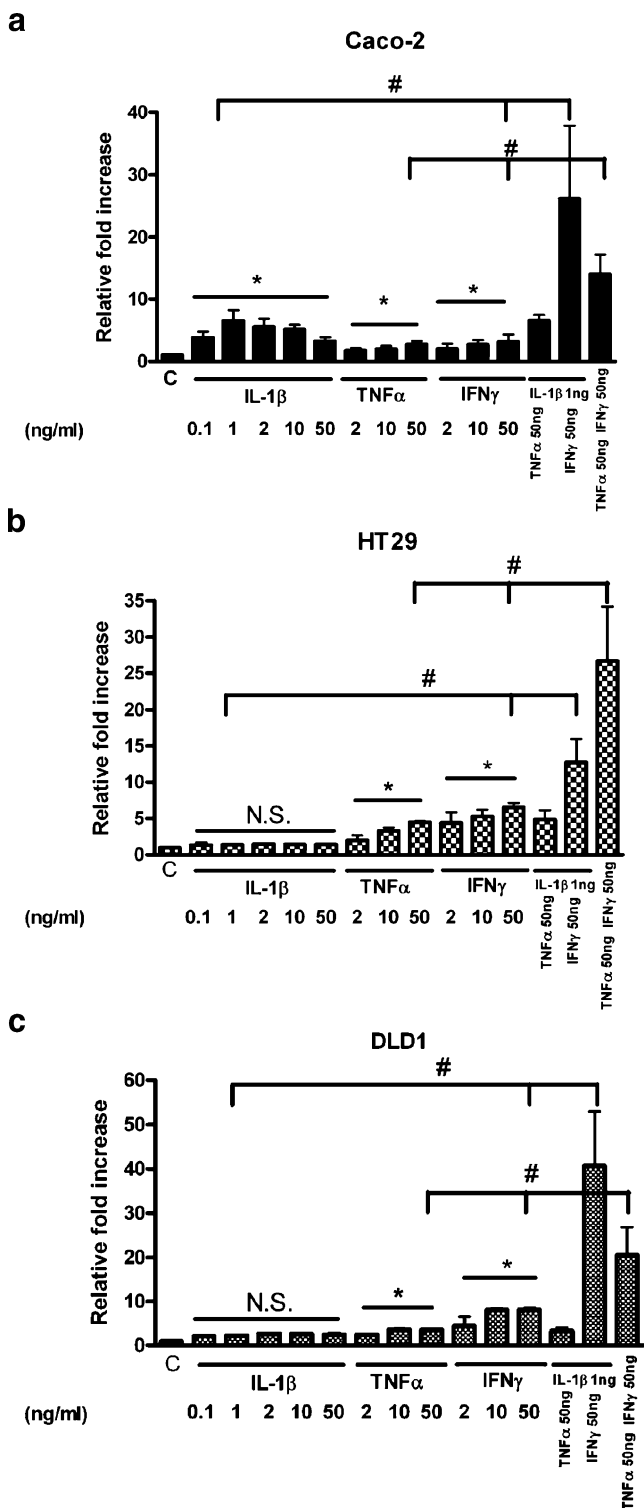 a
Caco-2
#
#
40
30
20
10
0
Relative fold increase
*
*
*
C
IL-1β
TNFα
IFNγ
IL-1β 1ng
(ng/ml)
0.1 1 2 10 50 2 10 50 2 10 50
TNFα 50ng
IFNγ 50ng
TNFα 50ng IFNγ 50ng
b
HT29
#
#
35
30
25
20
15
10
5
0
Relative fold increase
N.S.
*
*
C
IL-1β
TNFα
IFNγ
IL-1β 1ng
(ng/ml)
0.1 1 2 10 50 2 10 50 2 10 50
TNFα 50ng
IFNγ 50ng
TNFα 50ng IFNγ 50ng
c
DLD1
#
#
60
50
40
30
20
10
0
Relative fold increase
N.S.
*
*
C
IL-1β
TNFα
IFNγ
IL-1β 1ng
(ng/ml)
0.1 1 2 10 50 2 10 50 2 10 50
TNFα 50ng
IFNγ 50ng
TNFα 50ng IFNγ 50ng